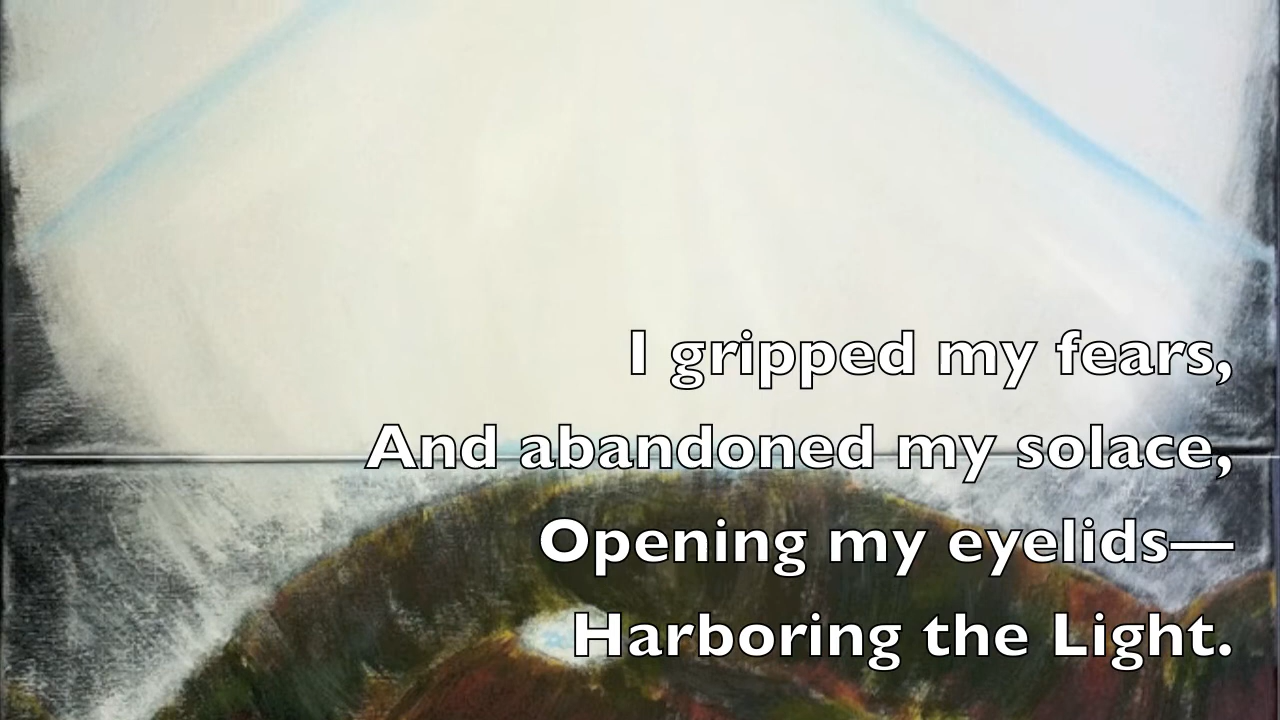 I gripped my fears,
And abandoned my solace,
Opening my eyelids—
Harboring the Light.